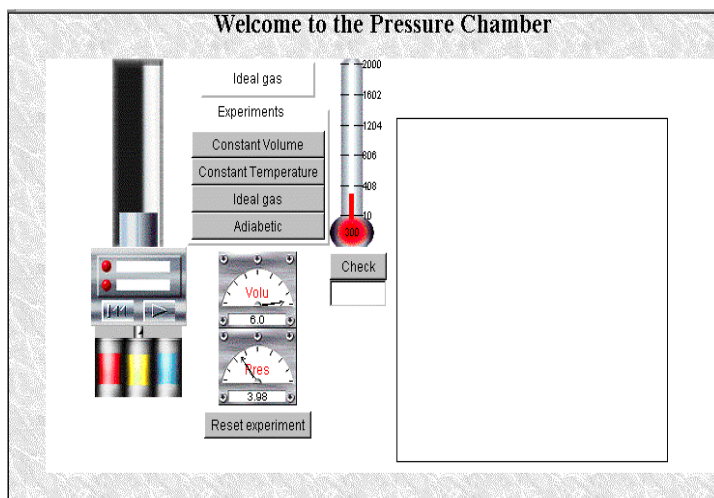 Welcome to the Pressure Chamber
Ideal gas
Experiments
Constant Volume
Constant Temperature
Ideal gas
Adiabetic
2000
1602
1204
806
408
10
300
Check
Volu
6.0
Pres
3.98
Reset experiment